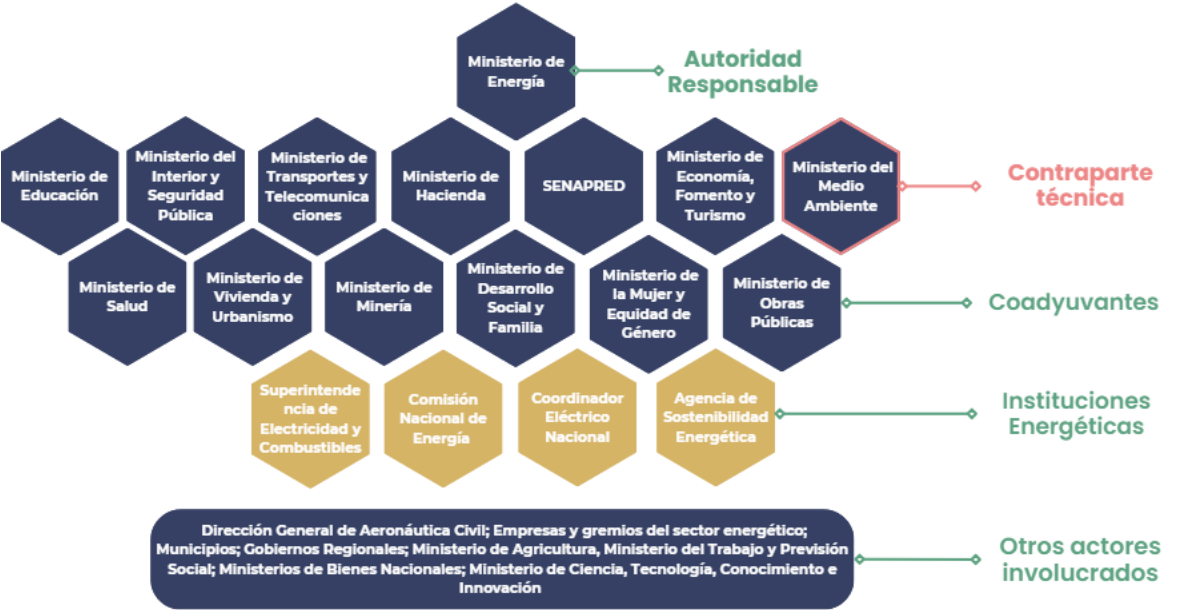 Ministerio de
Energía
Autoridad
Responsable
Ministerio de
Educación
Ministerio del
Interior y
Seguridad
Pública
Ministerio de
Transportes y
Telecomunica
ciones
Ministerio de
Hacienda
SENAPRED
Ministerio de
Economía,
Fomento y
Turismo
Ministerio del
Medio
Ambiente
Contraparte
técnica
Ministerio de
Salud
Ministerio de
Vivienda y
Urbanismo
Ministerio de
Minería
Ministerio de
Desarrollo
Social y
Familia
Ministerio de
la Mujer y
Equidad de
Género
Ministerio de
Obras
Públicas
Coadyuvantes
Superintende
ncia de
Electricidad y
Combustibles
Comisión
Nacional de
Energía
Coordinador
Eléctrico
Nacional
Agencia de
Sostenibilidad
Energética
Instituciones
Energéticas
Dirección General de Aeronáutica Civil; Empresas y gremios del sector energético;
Municipios; Gobiernos Regionales; Ministerio de Agricultura, Ministerio del Trabajo y Previsión
Social; Ministerios de Bienes Nacionales; Ministerio de Ciencia, Tecnología, Conocimiento e
Innovación
Otros actores
involucrados